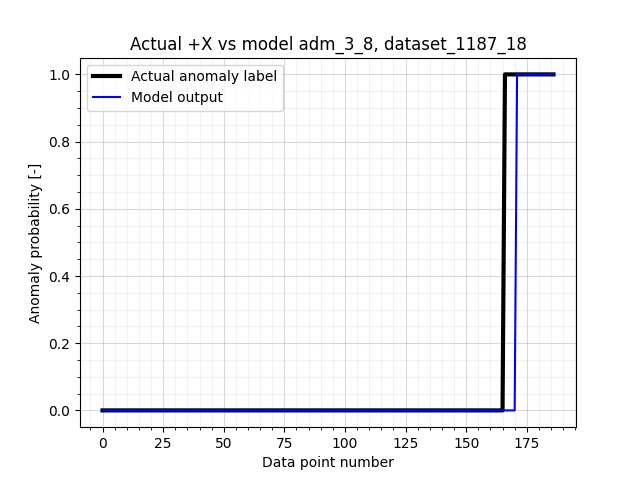 Actual +X vs model adm_3_8, dataset_1187_18
Actual anomaly label
Model output
Anomaly probability [-]
1.0
0.8
0.6
0.4
0.2
0.0
0 25 50 75 100 125 150 175
Data point number